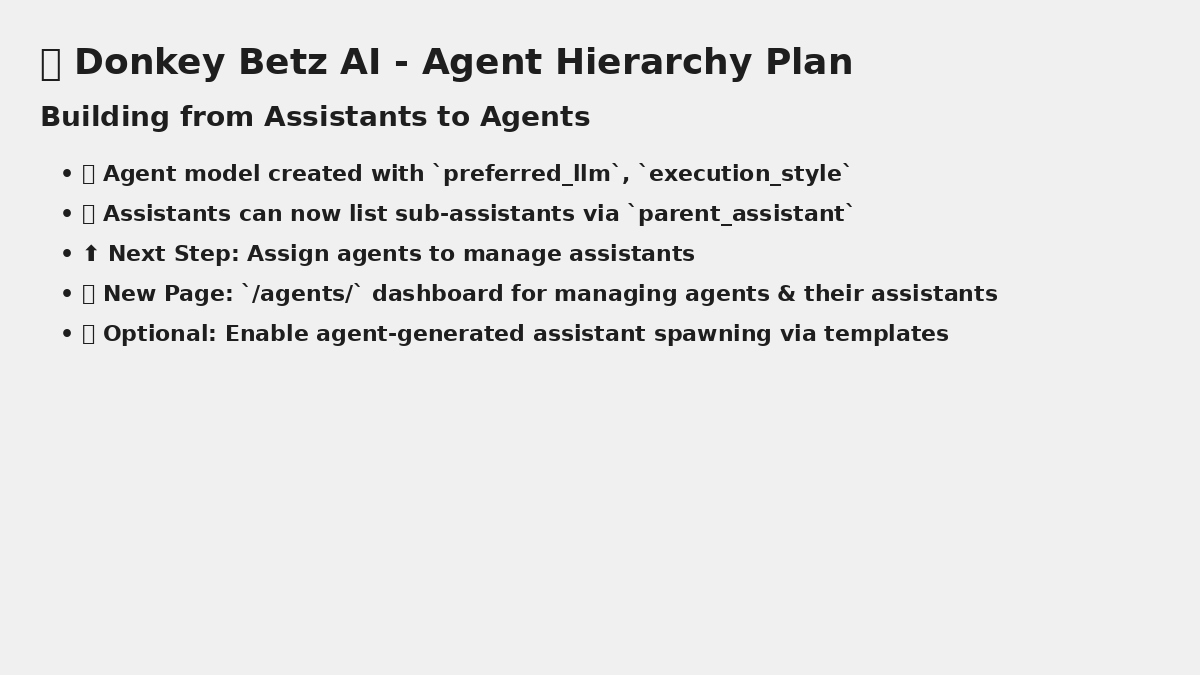 Donkey Betz AI - Agent Hierarchy Plan
Building from Assistants to Agents
• Agent model created with `preferred_llm`, `execution_style`
• Assistants can now list sub-assistants via `parent_assistant`
• ⬆ Next Step: Assign agents to manage assistants
• New Page: `/agents/` dashboard for managing agents & their assistants
• Optional: Enable agent-generated assistant spawning via templates